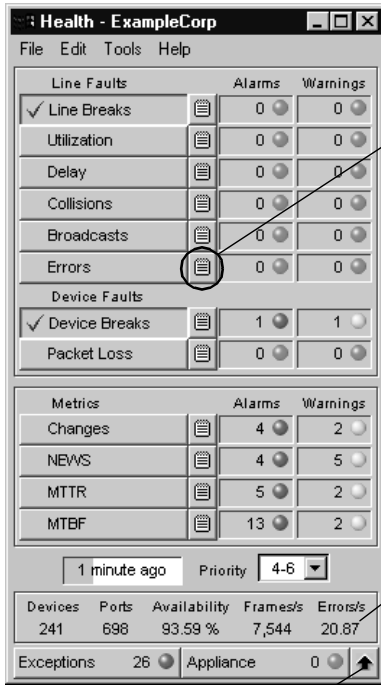 Health - ExampleCorp
File Edit Tools Help
Line Faults Alarms Warnings
Line Breaks 0 0
Utilization 0 0
Delay 0 0
Collisions 0 0
Broadcasts 0 0
Errors 0 0
Device Faults
Device Breaks 1 1
Packet Loss 0 0
Metrics Alarms Warnings
Changes 4 2
NEWS 4 5
MTTR 5 2
MTBF 13 2
1 minute ago Priority 4-6
Devices Ports Availability Frames/s Errors/s
241 698 93.59 % 7,544 20.87
Exceptions 26 Appliance 0